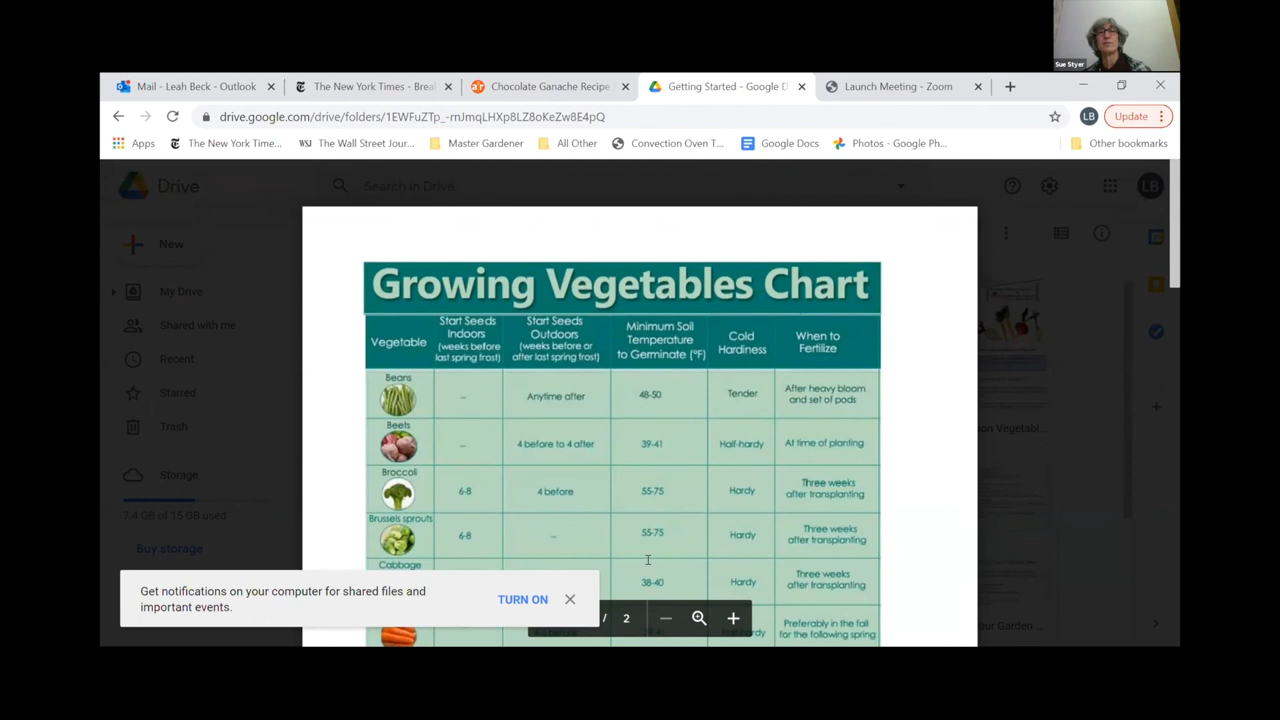 Sue Styer
Mail - Leah Beck - Outlook
The New York Times - Brea
Chocolate Ganache Recipe
Getting Started - Google D
Launch Meeting - Zoom
drive.google.com/drive/folders/1EWFuZTp_-rnJmqLHXp8LZ8oKeZw8E4pQ
LB
Update
Apps
The New York Time...
WSJ The Wall Street Jour...
Master Gardener
All Other
Convection Oven T...
Google Docs
Photos - Google Ph...
Other bookmarks
Drive
Search in Drive
LB
New
My Drive
Shared with me
Recent
Starred
Trash
Storage
7.4 GB of 15 GB used
Buy storage
Growing Vegetables Chart
Vegetable
Start Seeds
Indoors
(weeks before
last spring frost)
Start Seeds
Outdoors
(weeks before or
after last spring frost)
Minimum Soil
Temperature
to Germinate (°F)
Cold
Hardiness
When to
Fertilize
Beans
–
Anytime after
48-50
Tender
After heavy bloom
and set of pods
Beets
–
4 before to 4 after
39-41
Half-hardy
At time of planting
Broccoli
6-8
4 before
55-75
Hardy
Three weeks
after transplanting
Brussels sprouts
6-8
–
55-75
Hardy
Three weeks
after transplanting
Cabbage
38-40
Hardy
Three weeks
after transplanting
Preferably in the fall
for the following spring
Get notifications on your computer for shared files and
important events.
TURN ON
/ 2